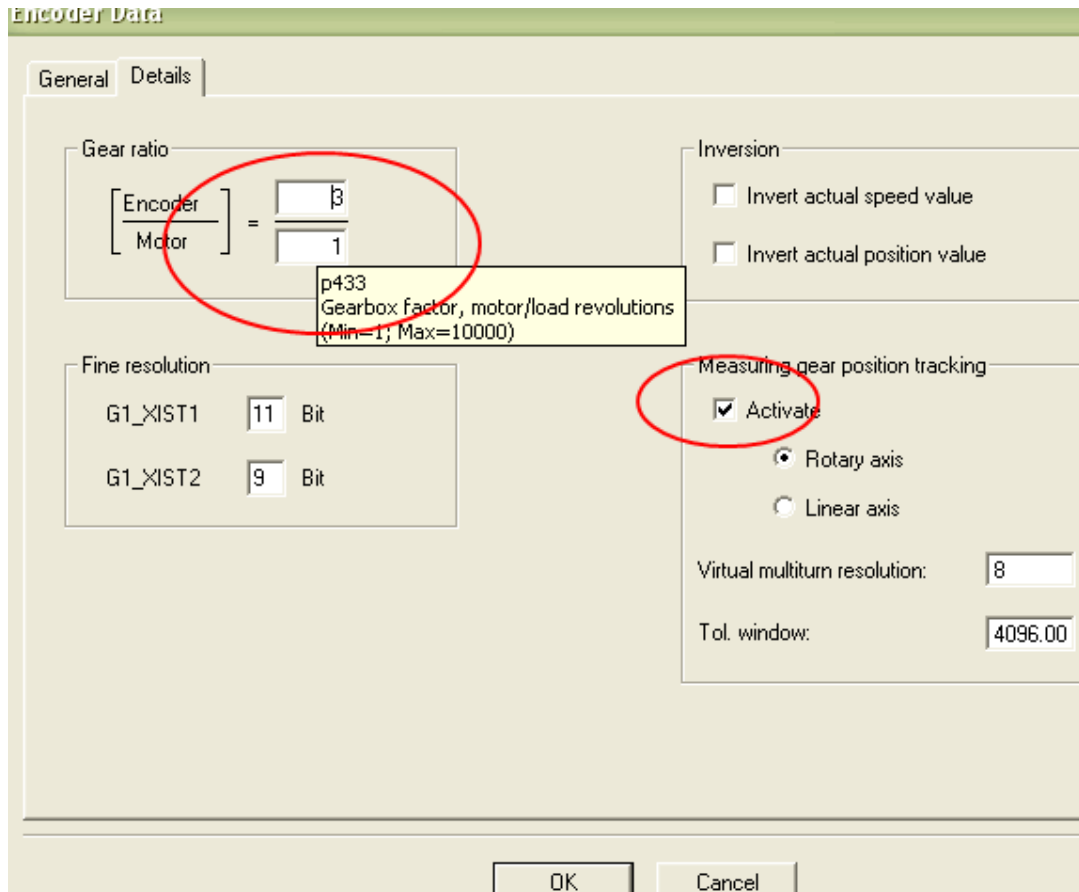 Encoder Data
General
Details
Gear ratio
Encoder
Motor
=
3
1
p433
Gearbox factor, motor/load revolutions
(Min=1; Max=10000)
Inversion
Invert actual speed value
Invert actual position value
Fine resolution
G1_XIST1 11 Bit
G1_XIST2 9 Bit
Measuring gear position tracking
Activate
Rotary axis
Linear axis
Virtual multiturn resolution: 8
Tol. window: 4096.00
OK
Cancel